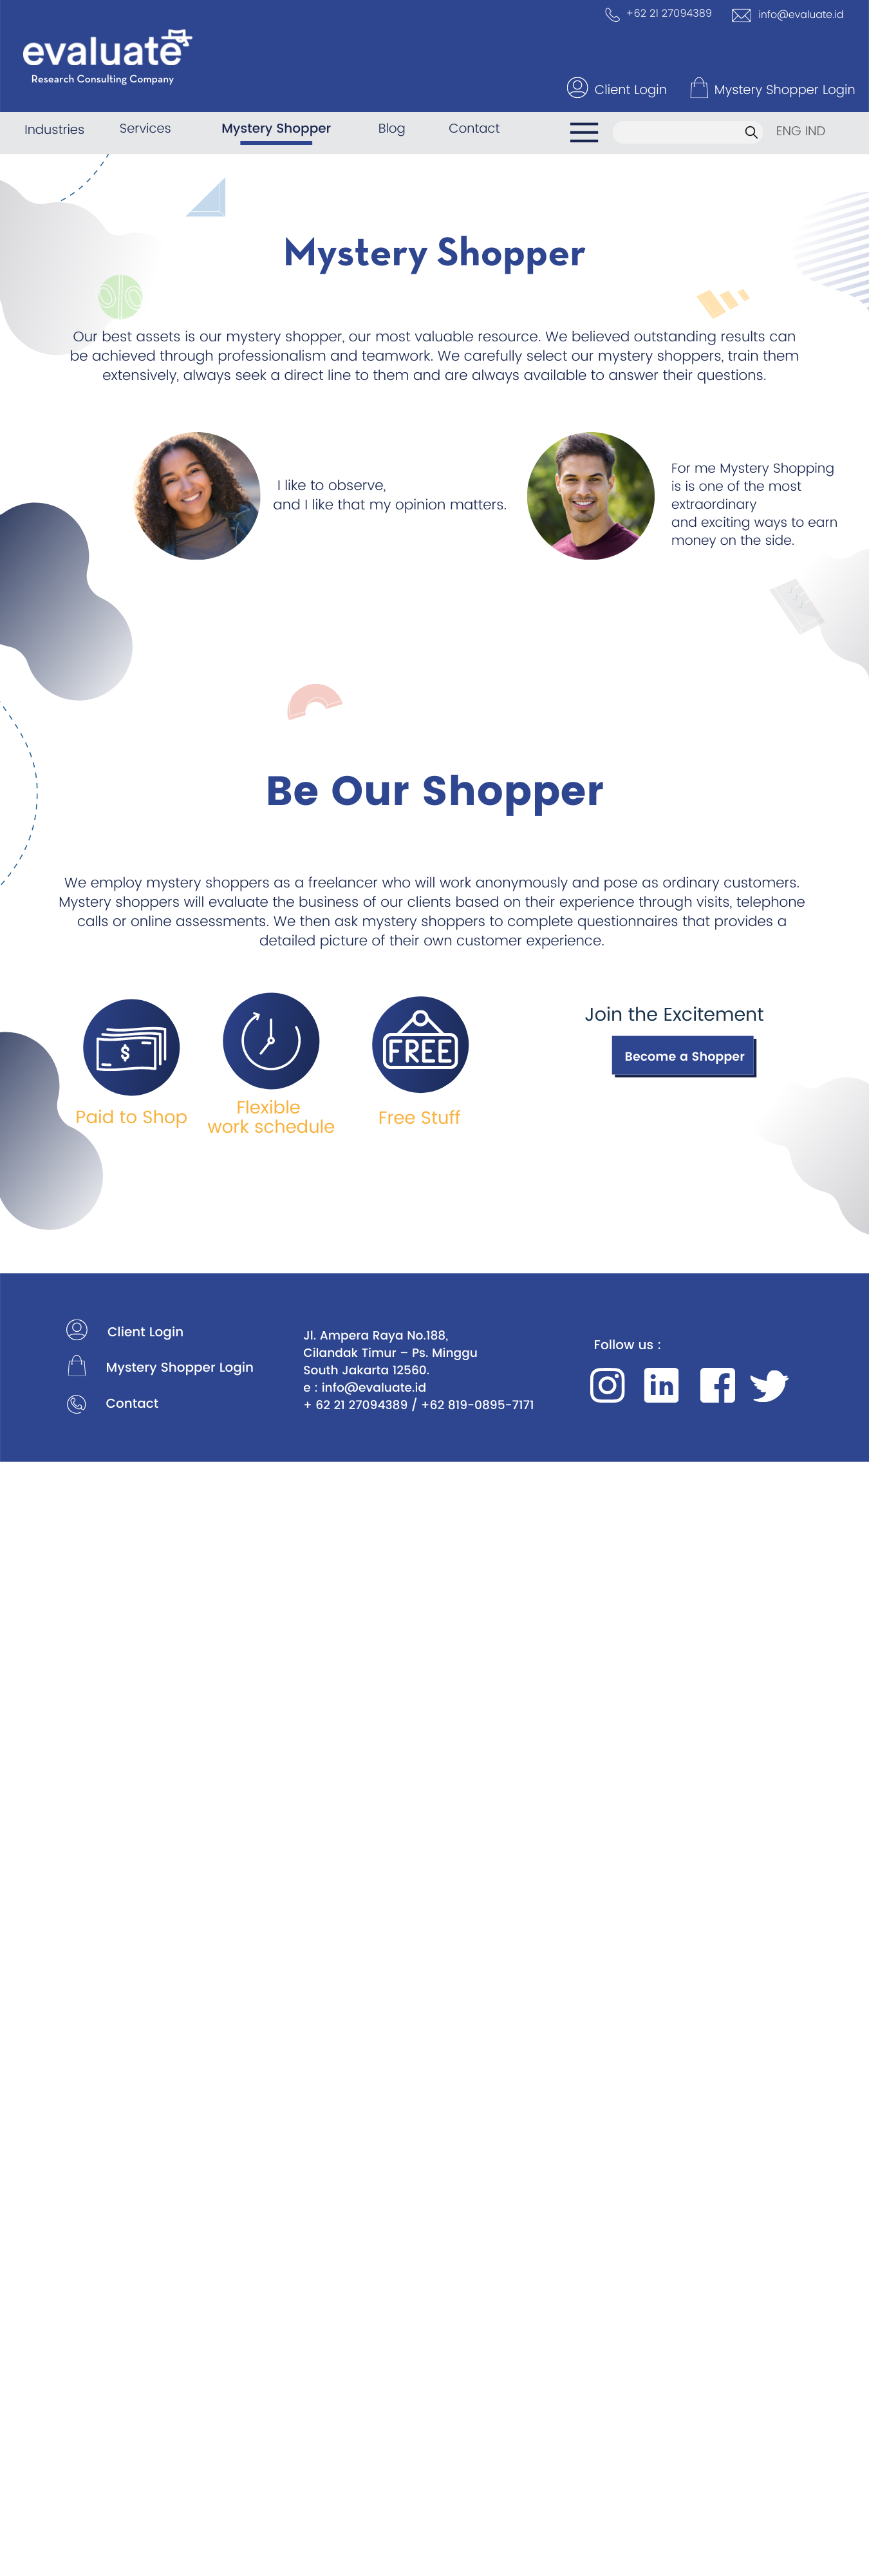 +62 21 27094389
info@evaluate.id
evaluate
Research Consulting Company
Client Login
Mystery Shopper Login
Industries
Services
Mystery Shopper
Blog
Contact
ENG IND
Mystery Shopper
Our best assets is our mystery shopper, our most valuable resource. We believed outstanding results can
be achieved through professionalism and teamwork. We carefully select our mystery shoppers, train them
extensively, always seek a direct line to them and are always available to answer their questions.
I like to observe,
and I like that my opinion matters.
For me Mystery Shopping
is is one of the most
extraordinary
and exciting ways to earn
money on the side.
Be Our Shopper
We employ mystery shoppers as a freelancer who will work anonymously and pose as ordinary customers.
Mystery shoppers will evaluate the business of our clients based on their experience through visits, telephone
calls or online assessments. We then ask mystery shoppers to complete questionnaires that provides a
detailed picture of their own customer experience.
$
FREE
Paid to Shop
Flexible
work schedule
Free Stuff
Join the Excitement
Become a Shopper
Client Login
Mystery Shopper Login
Contact
Jl. Ampera Raya No.188,
Cilandak Timur – Ps. Minggu
South Jakarta 12560.
e : info@evaluate.id
+ 62 21 27094389 / +62 819-0895-7171
Follow us :